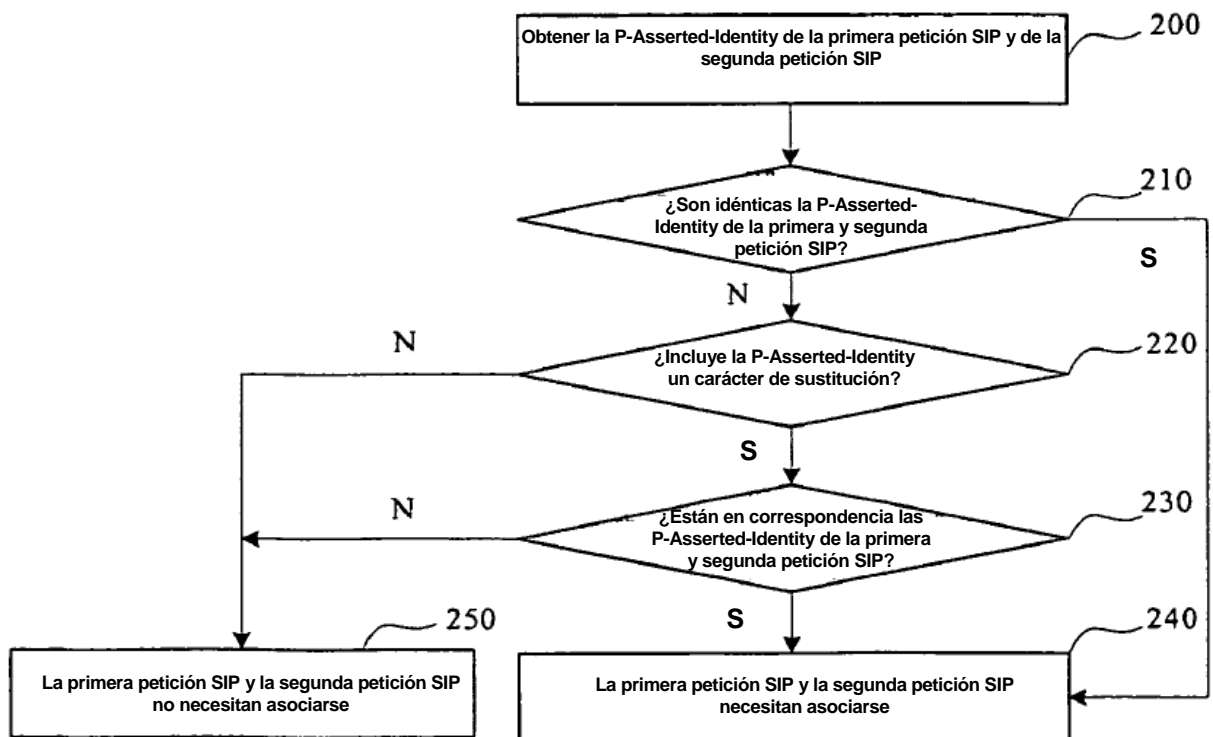 Obtener la P-Asserted-Identity de la primera petición SIP y de la
segunda petición SIP
200
¿Son idénticas la P-Asserted-
Identity de la primera y segunda
petición SIP?
210
S
N
¿Incluye la P-Asserted-Identity
un carácter de sustitución?
220
N
S
¿Están en correspondencia las
P-Asserted-Identity de la primera
y segunda petición SIP?
230
N
S
250
La primera petición SIP y la segunda petición SIP
no necesitan asociarse
240
La primera petición SIP y la segunda petición SIP
necesitan asociarse